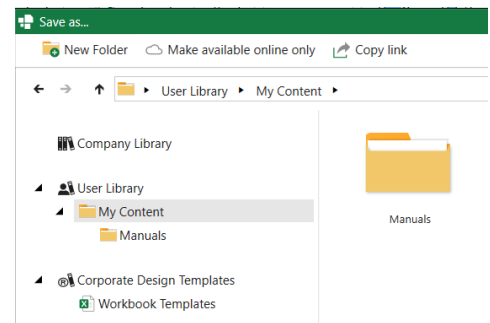 Save as...
New Folder Make available online only Copy link
User Library My Content
Company Library
User Library
My Content
Manuals
Corporate Design Templates
Workbook Templates
Manuals